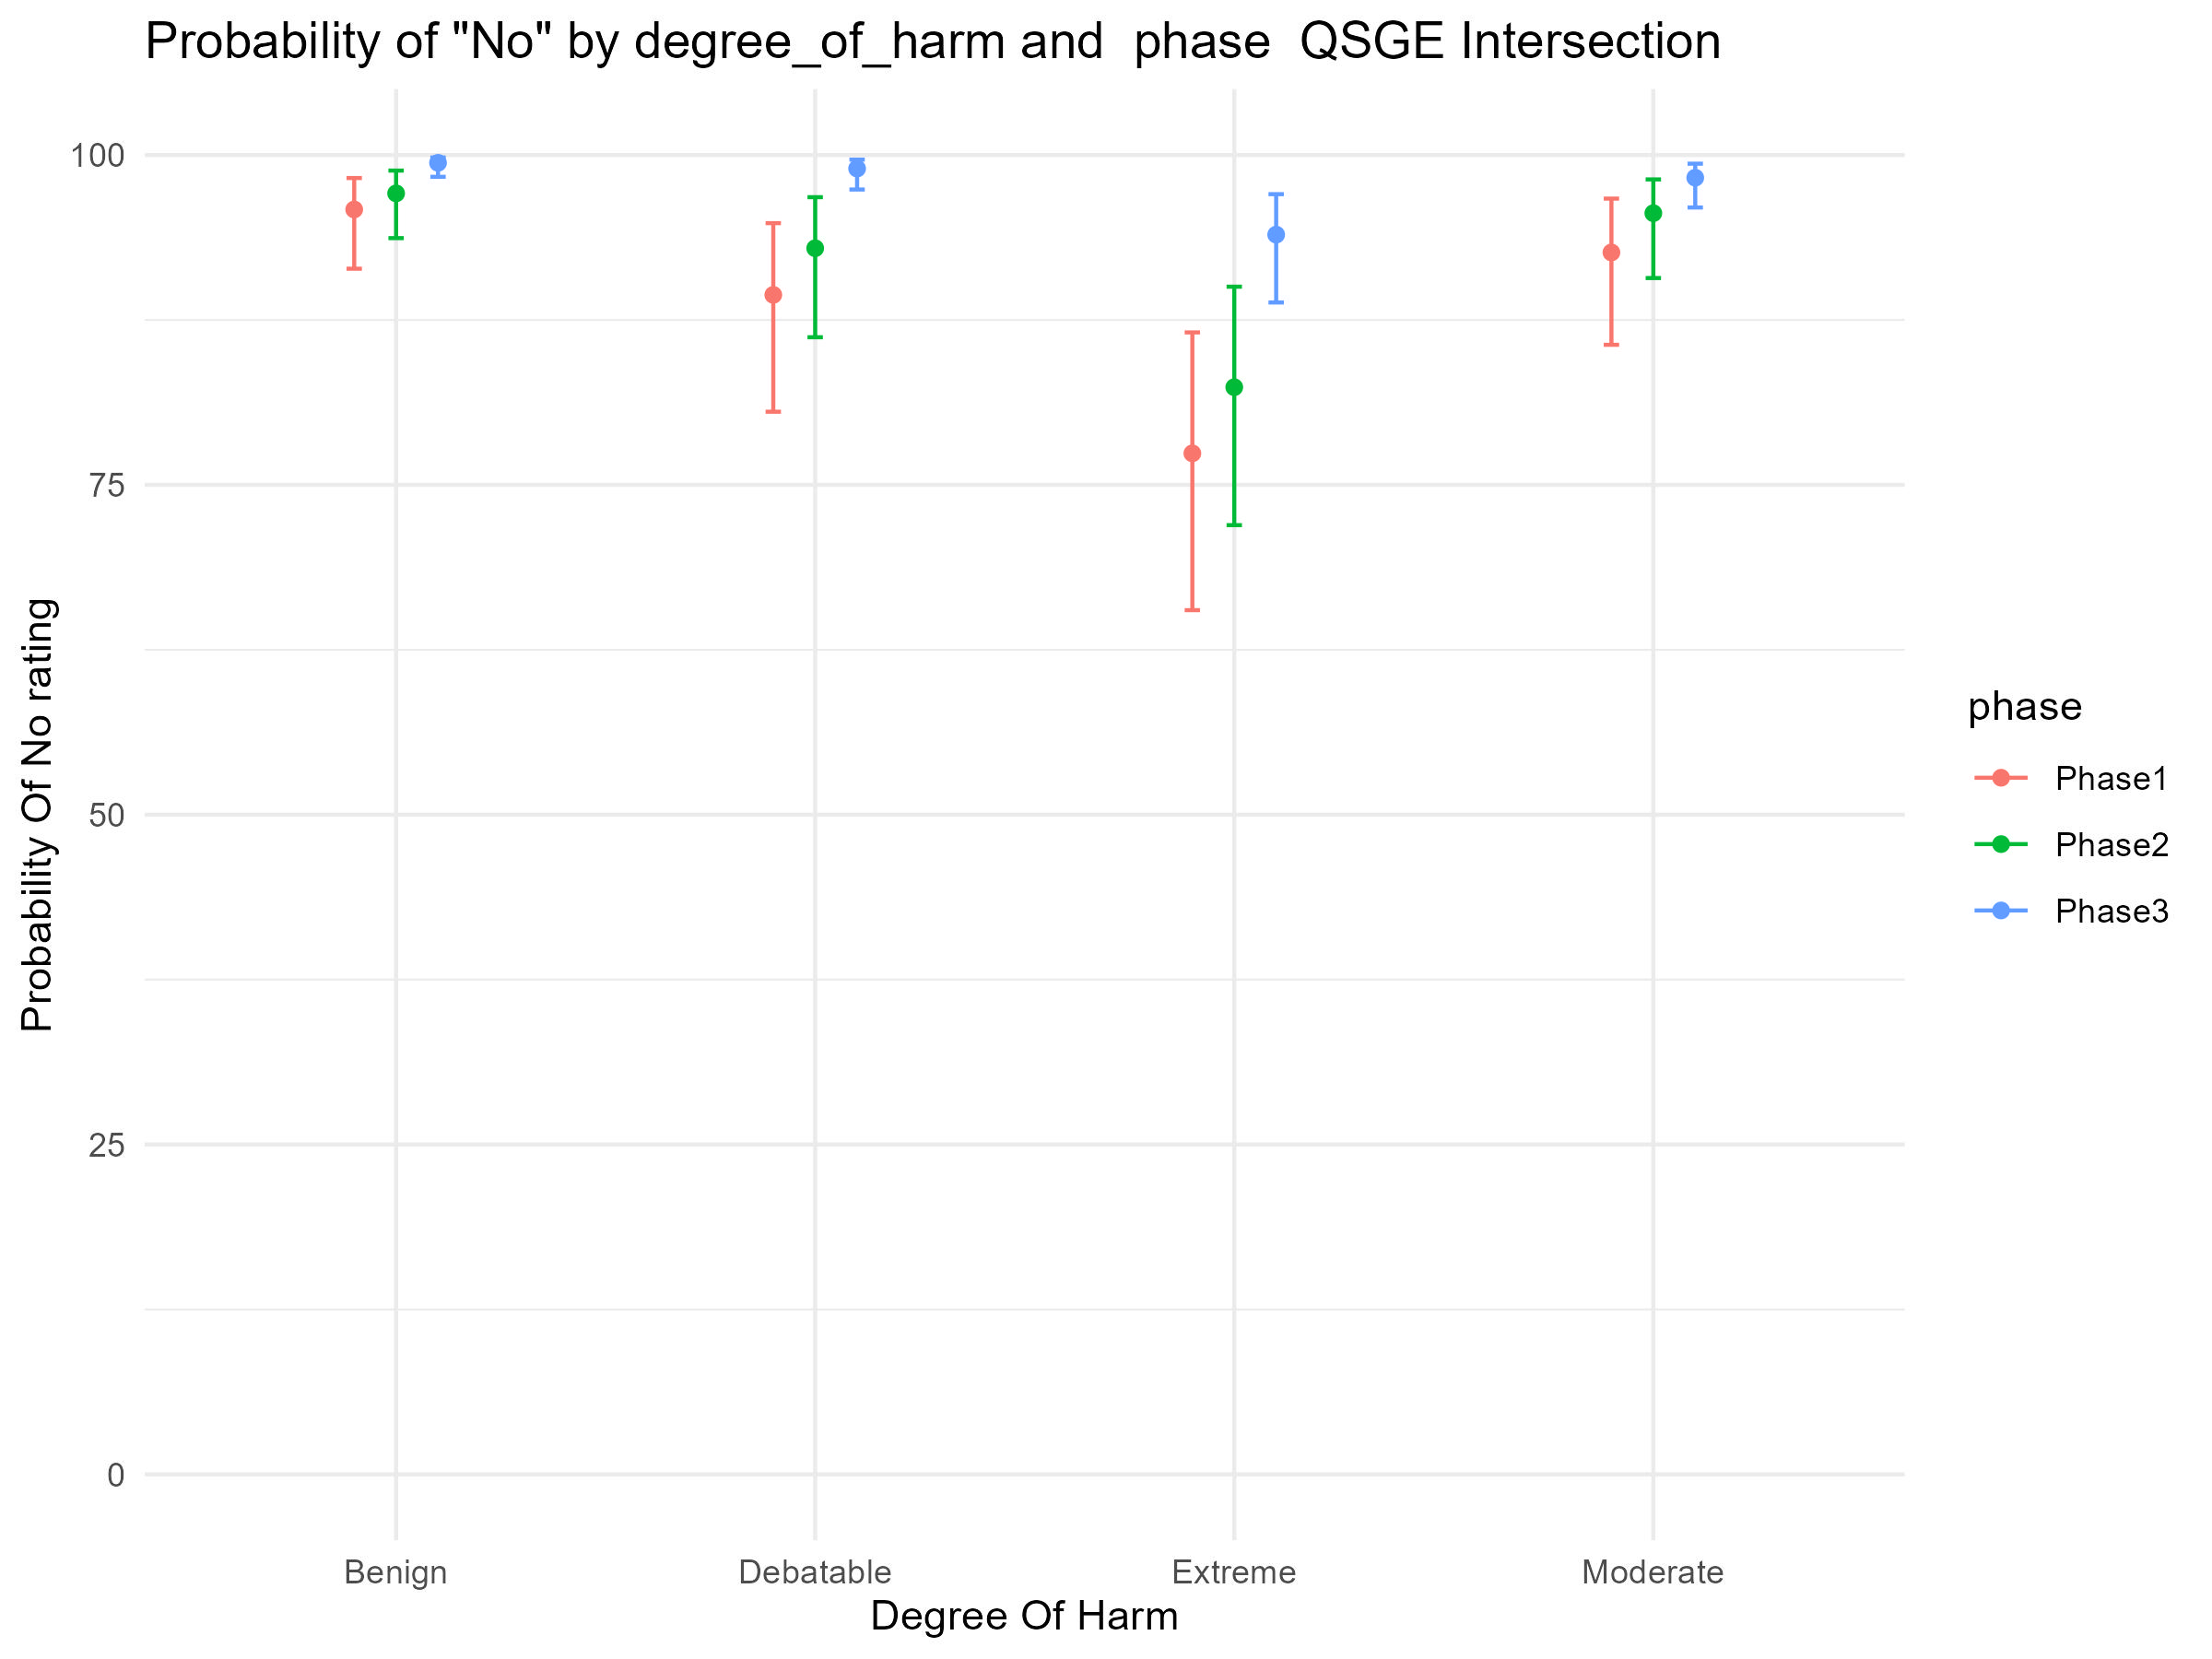 Probability of "No" by degree_of_harm and  phase  QSGE Intersection
Probability Of No rating
100
75
50
25
0
Benign
Debatable
Extreme
Moderate
Degree Of Harm
phase
Phase1
Phase2
Phase3